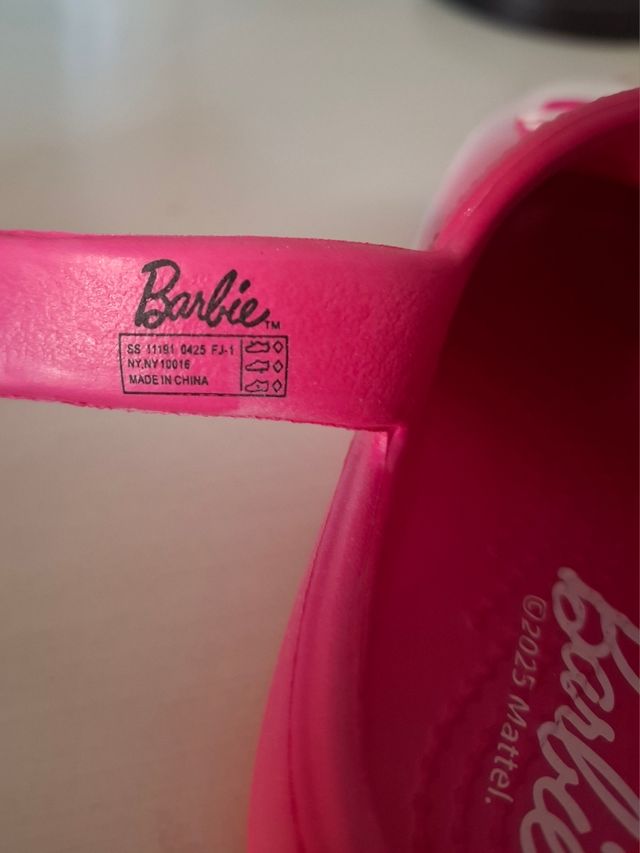 Barbie™
SS 11191 0425 FJ-1
NY,NY10016
MADE IN CHINA
Barbie
©2025 Mattel.